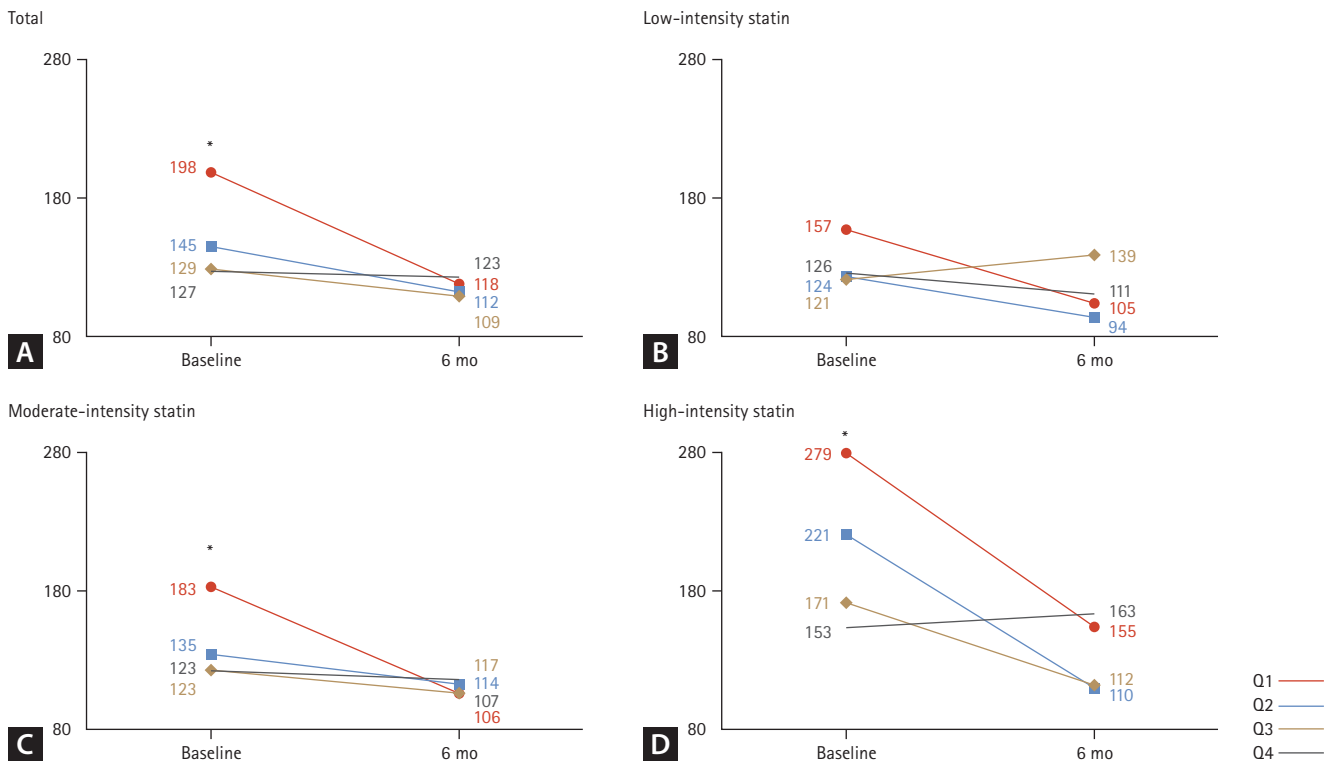 Total
280
180
80
*
198
145
129
127
123
118
112
109
Baseline
6 mo
A
Low-intensity statin
280
180
80
157
126
124
121
139
111
105
94
Baseline
6 mo
B
Moderate-intensity statin
280
180
80
*
183
135
123
123
117
114
107
106
Baseline
6 mo
C
High-intensity statin
280
180
80
*
279
221
171
153
163
155
112
110
Baseline
6 mo
D
Q1
Q2
Q3
Q4